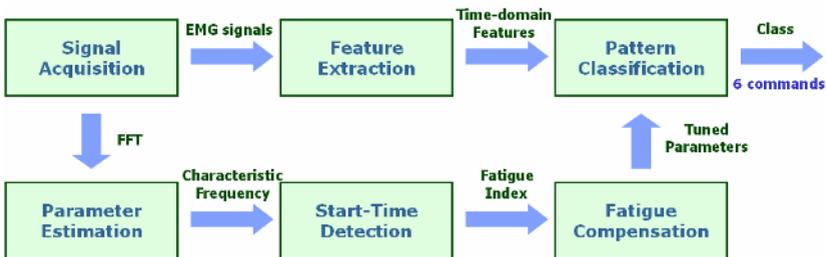 Signal
Acquisition
EMG signals
Feature
Extraction
Time-domain
Features
Pattern
Classification
Class
6 commands
FFT
Tuned
Parameters
Parameter
Estimation
Characteristic
Frequency
Start-Time
Detection
Fatigue
Index
Fatigue
Compensation